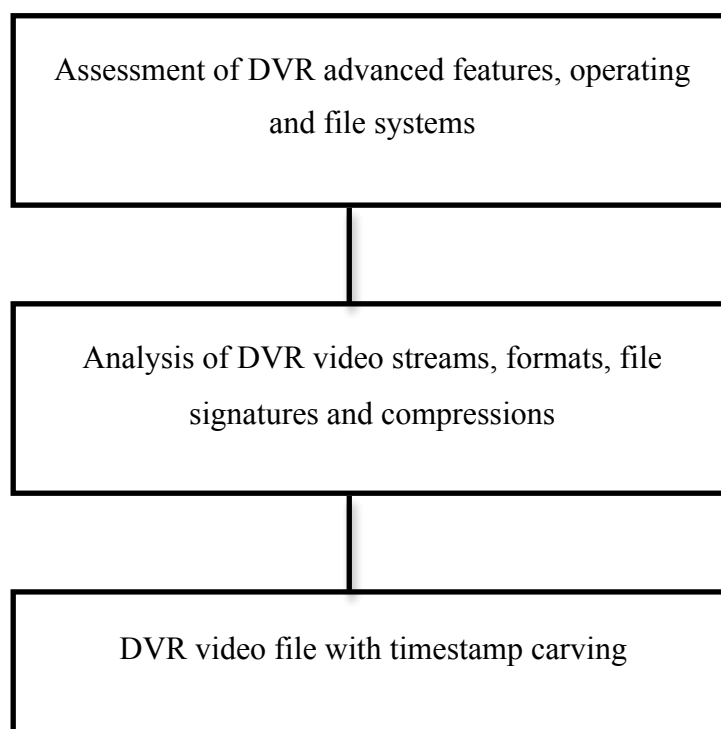 Assessment of DVR advanced features, operating
and file systems
Analysis of DVR video streams, formats, file
signatures and compressions
DVR video file with timestamp carving